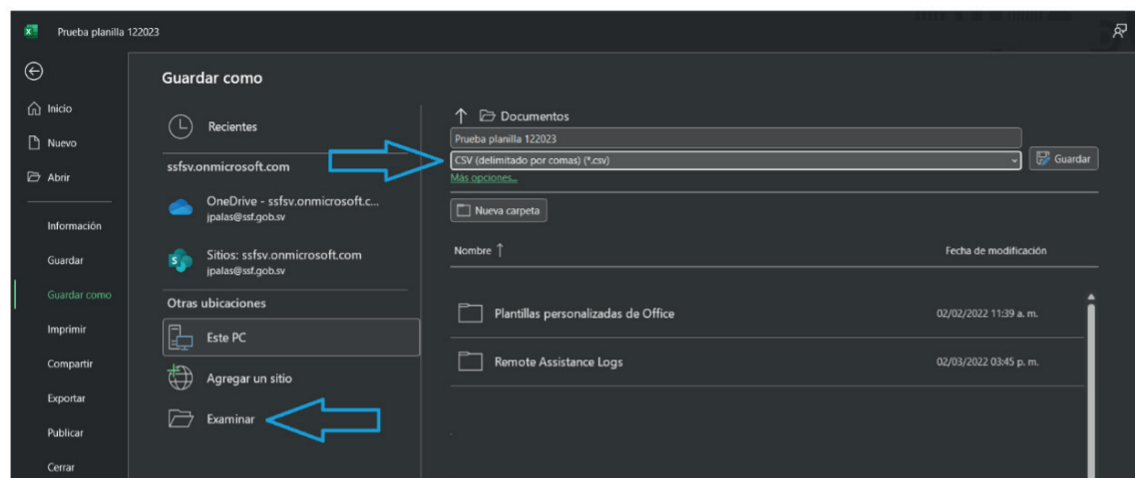 Prueba planilla 122023
Inicio
Nuevo
Abrir
Información
Guardar
Guardar como
Imprimir
Compartir
Exportar
Publicar
Cerrar
Guardar como
Recientes
ssfsv.onmicrosoft.com
OneDrive - ssfsv.onmicrosoft.c...
jpalas@ssf.gob.sv
Sitios: ssfsv.onmicrosoft.com
jpalas@ssf.gob.sv
Otras ubicaciones
Este PC
Agregar un sitio
Examinar
Documentos
Prueba planilla 122023
CSV (delimitado por comas) (*.csv)
Guardar
Más opciones...
Nueva carpeta
Nombre ↑ Fecha de modificación
Plantillas personalizadas de Office 02/02/2022 11:39 a. m.
Remote Assistance Logs 02/03/2022 03:45 p. m.